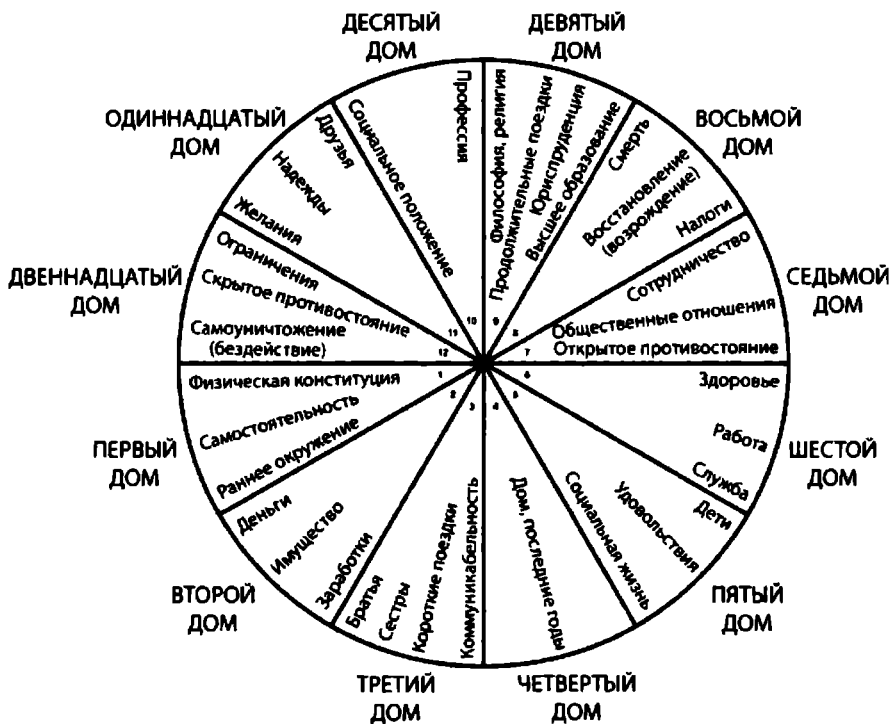 ДЕСЯТЫЙ
ДОМ
ДЕВЯТЫЙ
ДОМ
ОДИННАДЦАТЫЙ
ДОМ
ВОСЬМОЙ
ДОМ
ДВЕННАДЦАТЫЙ
ДОМ
СЕДЬМОЙ
ДОМ
ПЕРВЫЙ
ДОМ
ШЕСТОЙ
ДОМ
ВТОРОЙ
ДОМ
ПЯТЫЙ
ДОМ
ТРЕТИЙ
ДОМ
ЧЕТВЕРТЫЙ
ДОМ
Профессия
Социальное положение
Философия, религия
Продолжительные поездки
Юриспруденция
Высшее образование
Друзья
Надежды
Желания
Смерть
Восстановление
(возрождение)
Налоги
Ограничения
Скрытое противостояние
Самоуничтожение
(бездействие)
Сотрудничество
Общественные отношения
Открытое противостояние
Физическая конституция
Самостоятельность
Раннее окружение
Здоровье
Работа
Служба
Деньги
Имущество
Заработки
Дети
Удовольствия
Социальная жизнь
Братья
Сестры
Короткие поездки
Коммуникабельность
Дом, последние годы
10
9
11
8
12
7
1
6
2
5
3
4